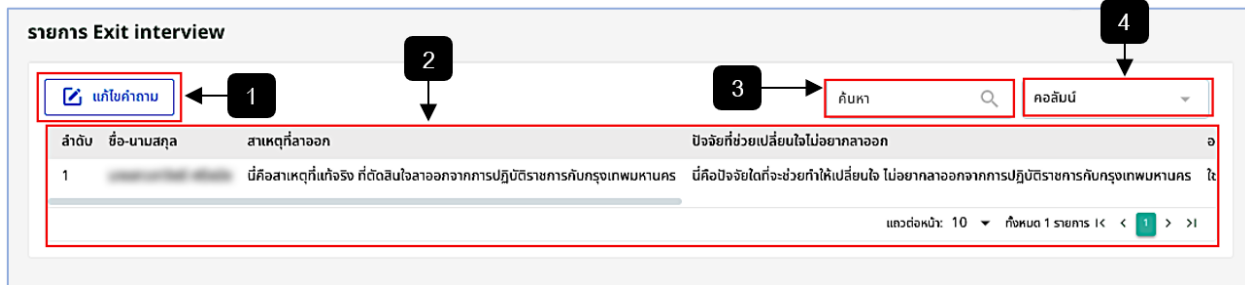 รายการ Exit interview
4
2
แก้ไขคำถาม
1
3
ค้นหา
คอลัมน์
ลำดับ ชื่อ-นามสกุล สาเหตุที่ลาออก ปัจจัยที่ช่วยเปลี่ยนใจไม่อยากลาออก อ
1 นี่คือสาเหตุที่แท้จริง ที่ตัดสินใจลาออกจากการปฏิบัติราชการกับกรุงเทพมหานคร นี่คือปัจจัยใดที่จะช่วยทำให้เปลี่ยนใจ ไม่อยากลาออกจากการปฏิบัติราชการกับกรุงเทพมหานคร
แถวต่อหน้า: 10 ทั้งหมด 1 รายการ 1